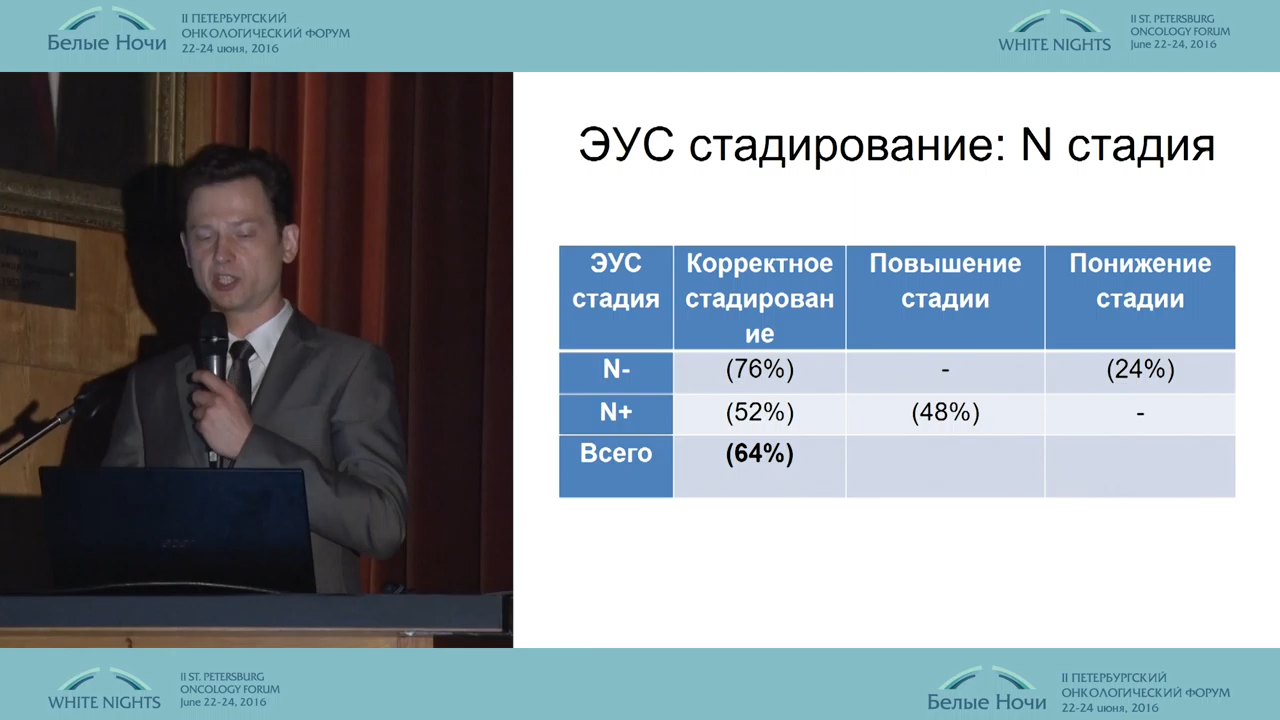 II ПЕТЕРБУРГСКИЙ
ОНКОЛОГИЧЕСКИЙ ФОРУМ
22-24 июня, 2016
Белые Ночи
II ST. PETERSBURG
ONCOLOGY FORUM
June 22-24, 2016
WHITE NIGHTS
ЭУС стадирование: N стадия
ЭУС стадия
Корректное стадирован ие
Повышение стадии
Понижение стадии
N-
(76%)
-
(24%)
N+
(52%)
(48%)
-
Всего
(64%)
II ST. PETERSBURG
ONCOLOGY FORUM
June 22-24, 2016
WHITE NIGHTS
II ПЕТЕРБУРГСКИЙ
ОНКОЛОГИЧЕСКИЙ ФОРУМ
22-24 июня, 2016
Белые Ночи